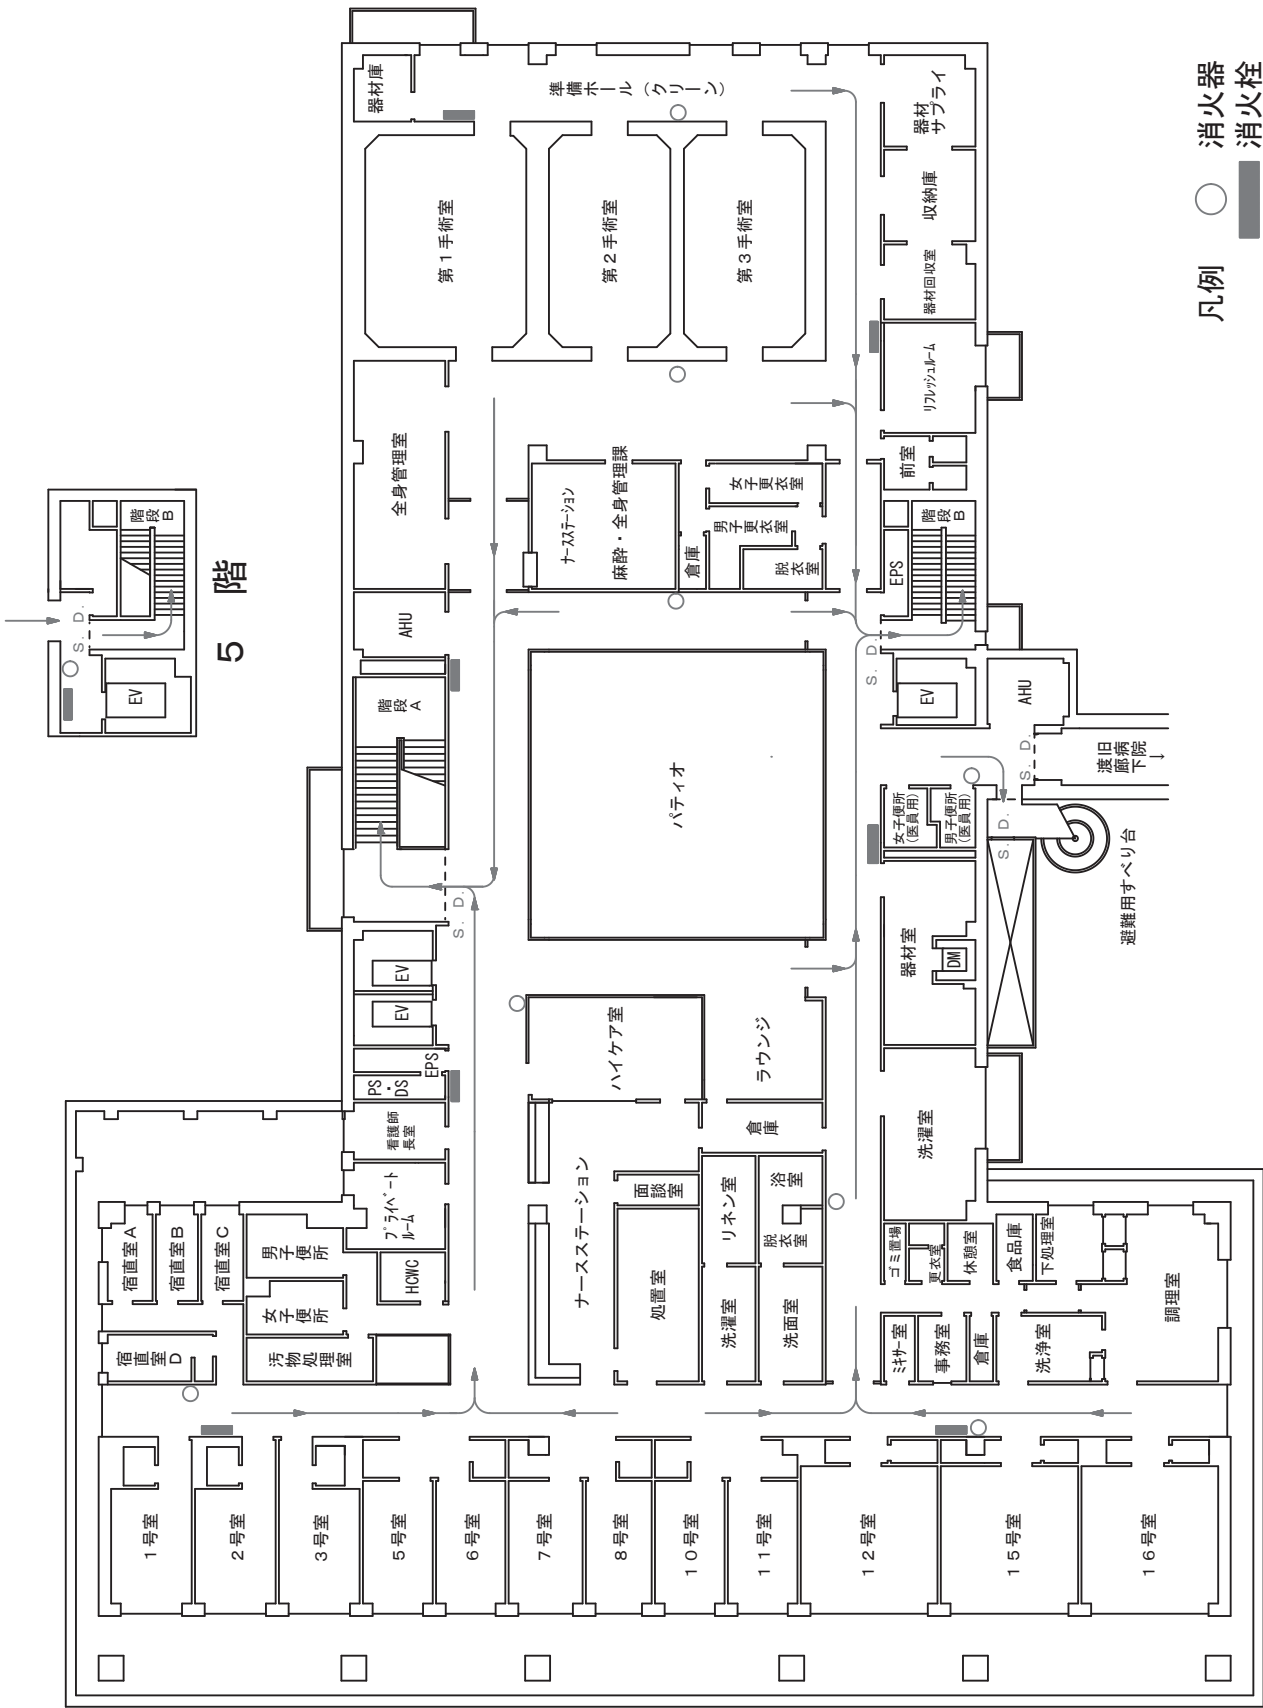 ５ 階
階段B
S. D.
EV
凡例
消火器
消火栓
器材庫
準備ホール（クリーン）
器材サプライ
第１手術室
第２手術室
第３手術室
収納庫
器材回収室
リフレッシュルーム
全身管理室
ナースステーション
麻酔・全身管理課
女子更衣室
男子更衣室
倉庫
脱衣室
前室
階段B
EPS
AHU
階段A
パティオ
S. D.
EV
AHU
S. D.
渡り廊下
旧病院
↓
女子便所
（医員用）
男子便所
（医員用）
S. D.
避難用すべり台
S. D.
EV
EV
器材室
DM
PS・DS
EPS
ハイケア室
ラウンジ
看護師長室
倉庫
洗濯室
プライベートルーム
ナースステーション
面談室
リネン室
浴室
脱衣室
宿直室A
宿直室B
宿直室C
男子便所
女子便所
HCWC
処置室
洗濯室
洗面室
ゴミ置場
更衣室
休憩室
食品庫
下処理室
調理室
宿直室D
汚物処理室
ミキサー室
事務室
倉庫
洗浄室
１号室
２号室
３号室
５号室
６号室
７号室
８号室
１０号室
１１号室
１２号室
１５号室
１６号室